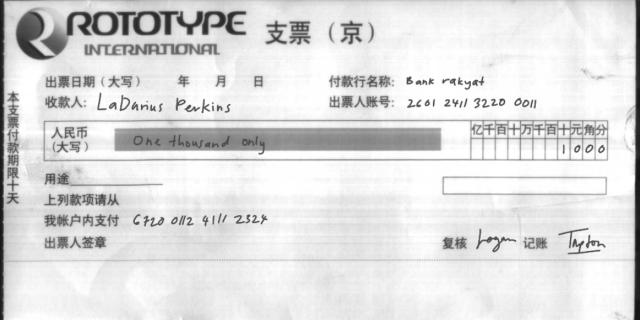 ROTOTYPE
INTERNATIONAL
支票（京）
出票日期（大写） 年 月 日 付款行名称: Bank rakyat
收款人: LaDarius Perkins 出票人账号: 2601 2411 3220 0011
本支票付款期限十天
人民币（大写） One thousand only
亿千百十万千百十元角分
1000
用途
上列款项请从
我帐户内支付 6720 0112 4111 2324
出票人签章 复核 Logan 记账 Tayton